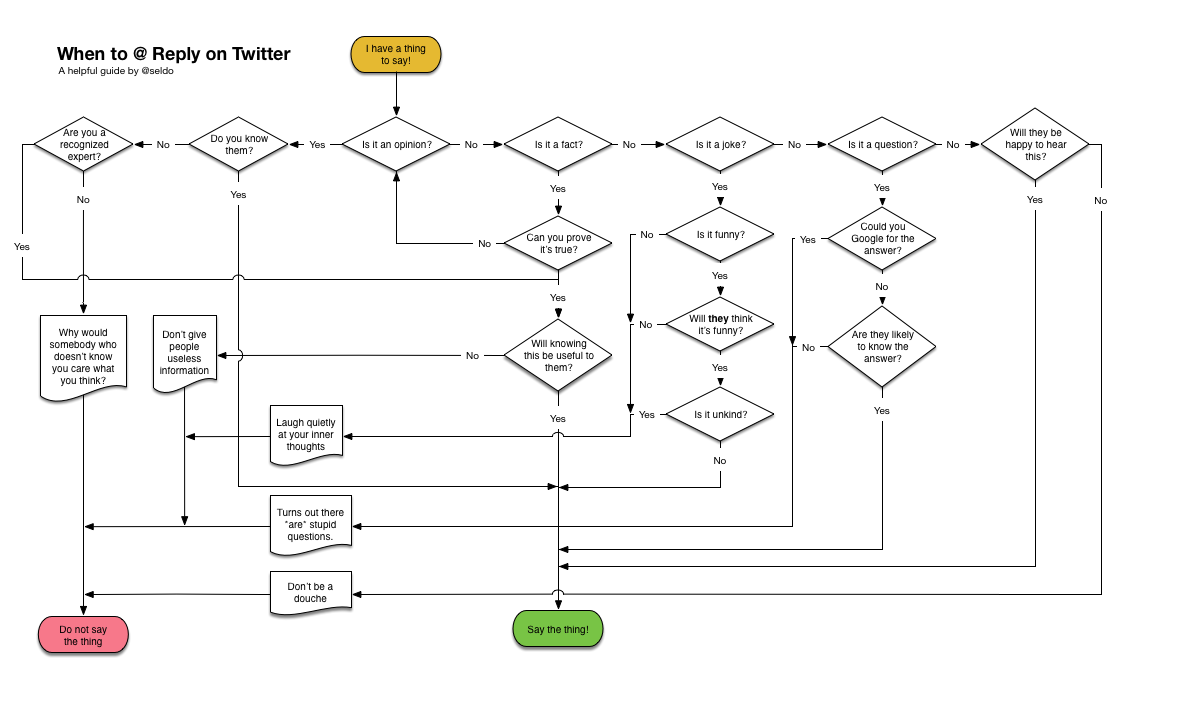 When to @ Reply on Twitter
A helpful guide by @seldo
I have a thing
to say!
Are you a
recognized
expert?
No
Do you know
them?
Yes
Is it an opinion?
No
Is it a fact?
No
Is it a joke?
No
Is it a question?
No
Will they be
happy to hear
this?
No
Yes
Yes
Yes
Yes
Yes
No
Yes
Can you prove
it's true?
No
Is it funny?
No
Could you
Google for the
answer?
Yes
Yes
Yes
No
Why would
somebody who
doesn't know
you care what
you think?
Don't give
people
useless
information
No
Will knowing
this be useful to
them?
Will they think
it's funny?
No
Are they likely
to know the
answer?
No
Yes
Yes
Yes
Laugh quietly
at your inner
thoughts
Is it unkind?
Yes
No
Turns out there
*are* stupid
questions.
Don't be a
douche
Do not say
the thing
Say the thing!